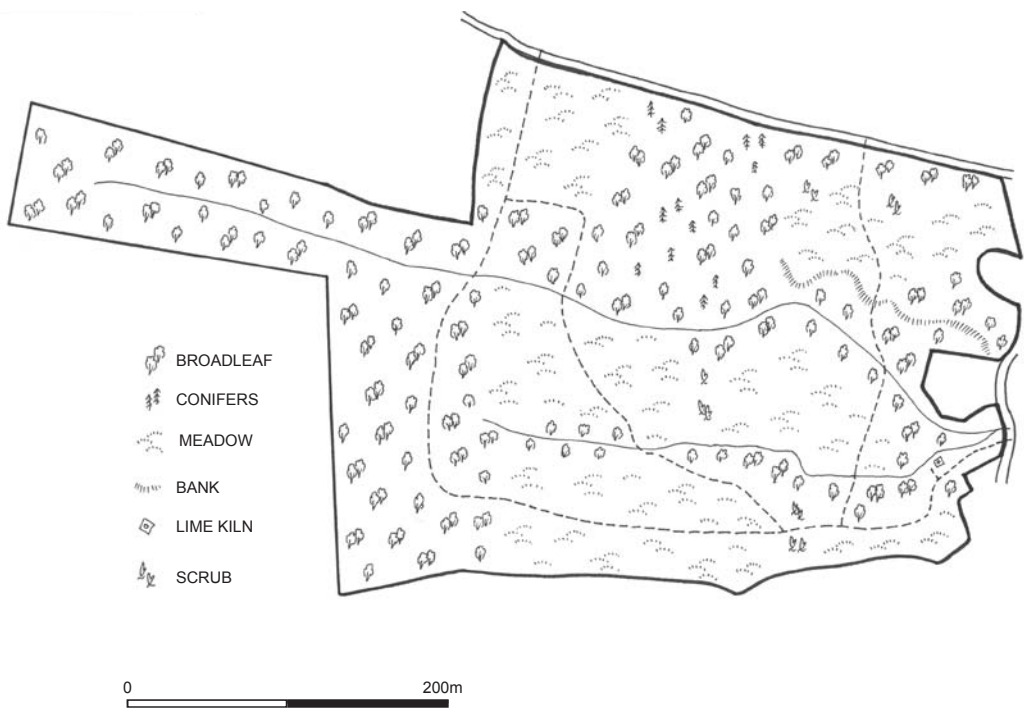 BROADLEAF
CONIFERS
MEADOW
BANK
LIME KILN
SCRUB
0 200m